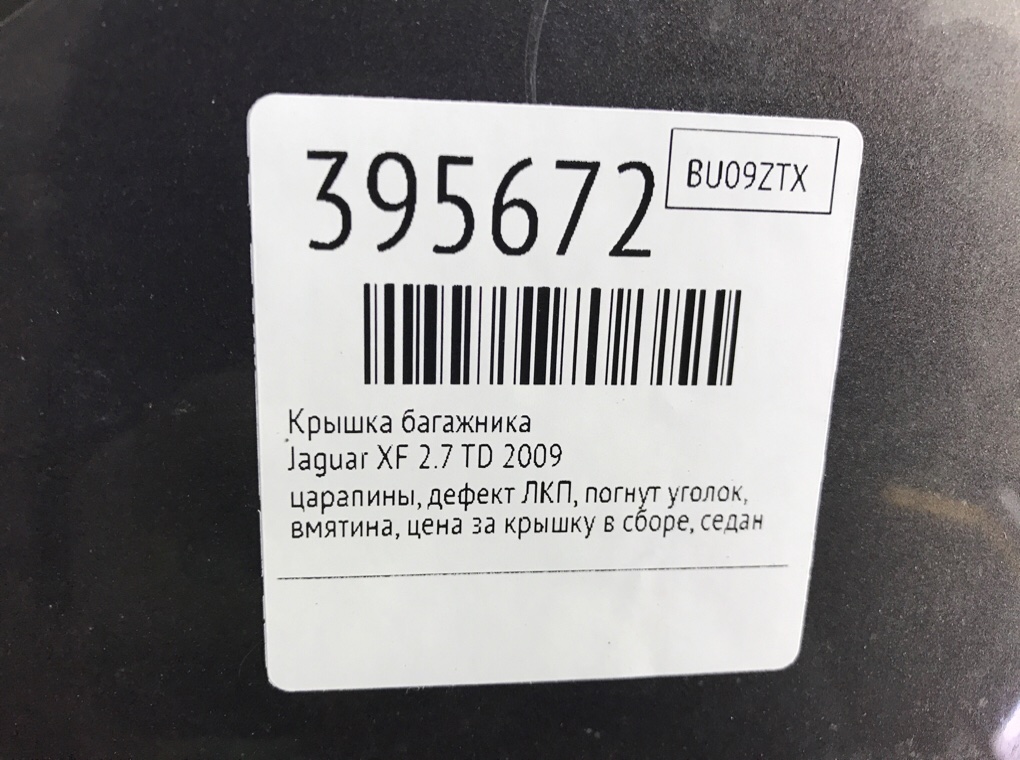 395672
BU09ZTX
Крышка багажника
Jaguar XF 2.7 TD 2009
царапины, дефект ЛКП, погнут уголок,
вмятина, цена за крышку в сборе, седан